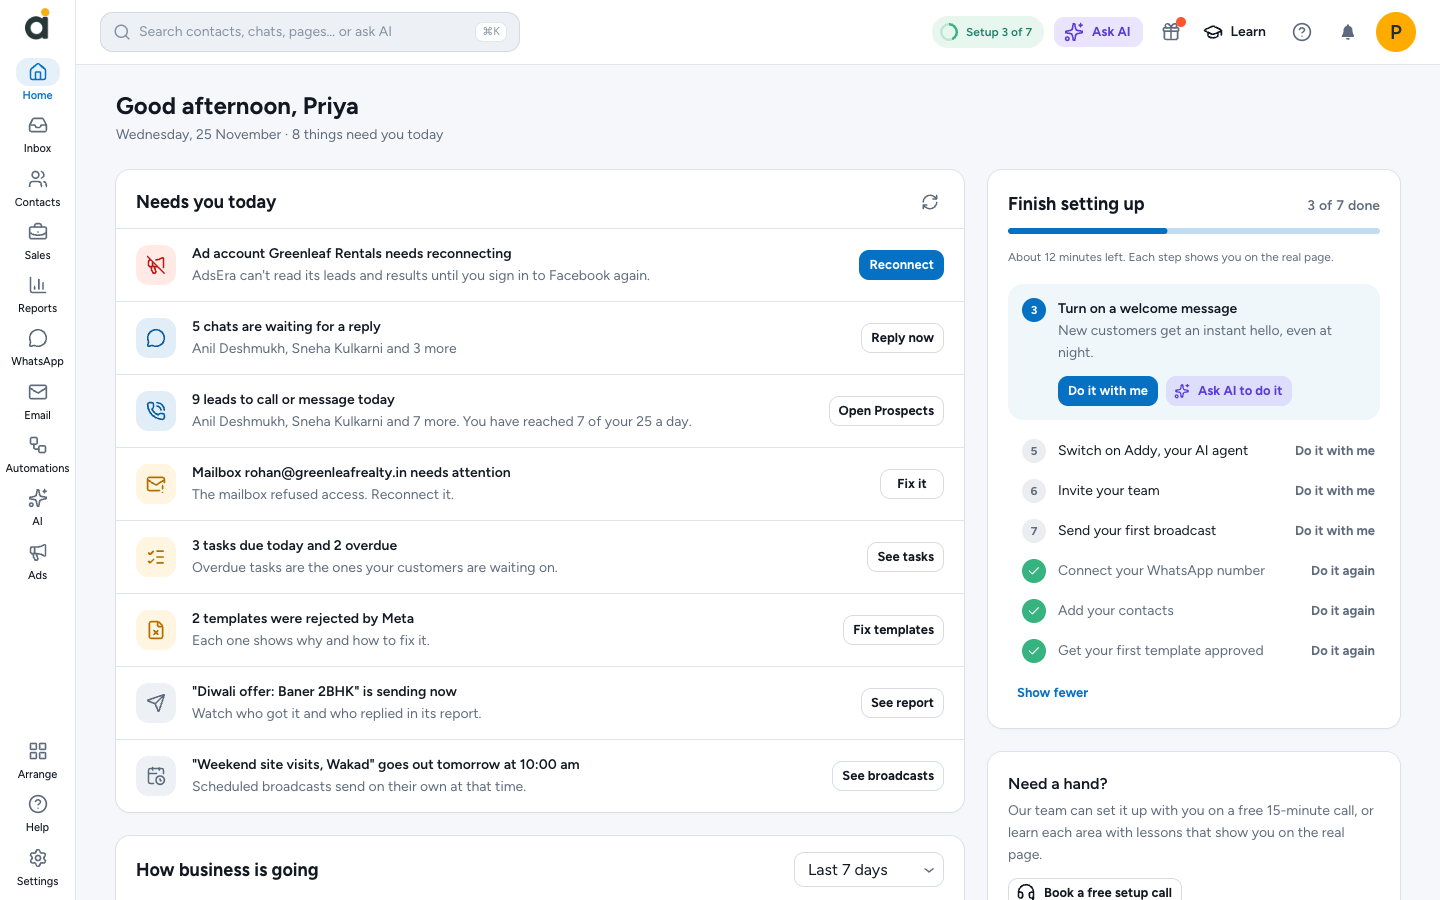 Search contacts, chats, pages... or ask AI
⌘K
Setup 3 of 7
Ask AI
Learn
P
Home
Inbox
Contacts
Sales
Reports
WhatsApp
Email
Automations
AI
Ads
Arrange
Help
Settings
Good afternoon, Priya
Wednesday, 25 November · 8 things need you today
Needs you today
Ad account Greenleaf Rentals needs reconnecting
AdsEra can't read its leads and results until you sign in to Facebook again.
Reconnect
5 chats are waiting for a reply
Anil Deshmukh, Sneha Kulkarni and 3 more
Reply now
9 leads to call or message today
Anil Deshmukh, Sneha Kulkarni and 7 more. You have reached 7 of your 25 a day.
Open Prospects
Mailbox rohan@greenleafrealty.in needs attention
The mailbox refused access. Reconnect it.
Fix it
3 tasks due today and 2 overdue
Overdue tasks are the ones your customers are waiting on.
See tasks
2 templates were rejected by Meta
Each one shows why and how to fix it.
Fix templates
"Diwali offer: Baner 2BHK" is sending now
Watch who got it and who replied in its report.
See report
"Weekend site visits, Wakad" goes out tomorrow at 10:00 am
Scheduled broadcasts send on their own at that time.
See broadcasts
How business is going
Last 7 days
Finish setting up
3 of 7 done
About 12 minutes left. Each step shows you on the real page.
3
Turn on a welcome message
New customers get an instant hello, even at
night.
Do it with me
Ask AI to do it
5
Switch on Addy, your AI agent
Do it with me
6
Invite your team
Do it with me
7
Send your first broadcast
Do it with me
Connect your WhatsApp number
Do it again
Add your contacts
Do it again
Get your first template approved
Do it again
Show fewer
Need a hand?
Our team can set it up with you on a free 15-minute call, or
learn each area with lessons that show you on the real
page.
Book a free setup call